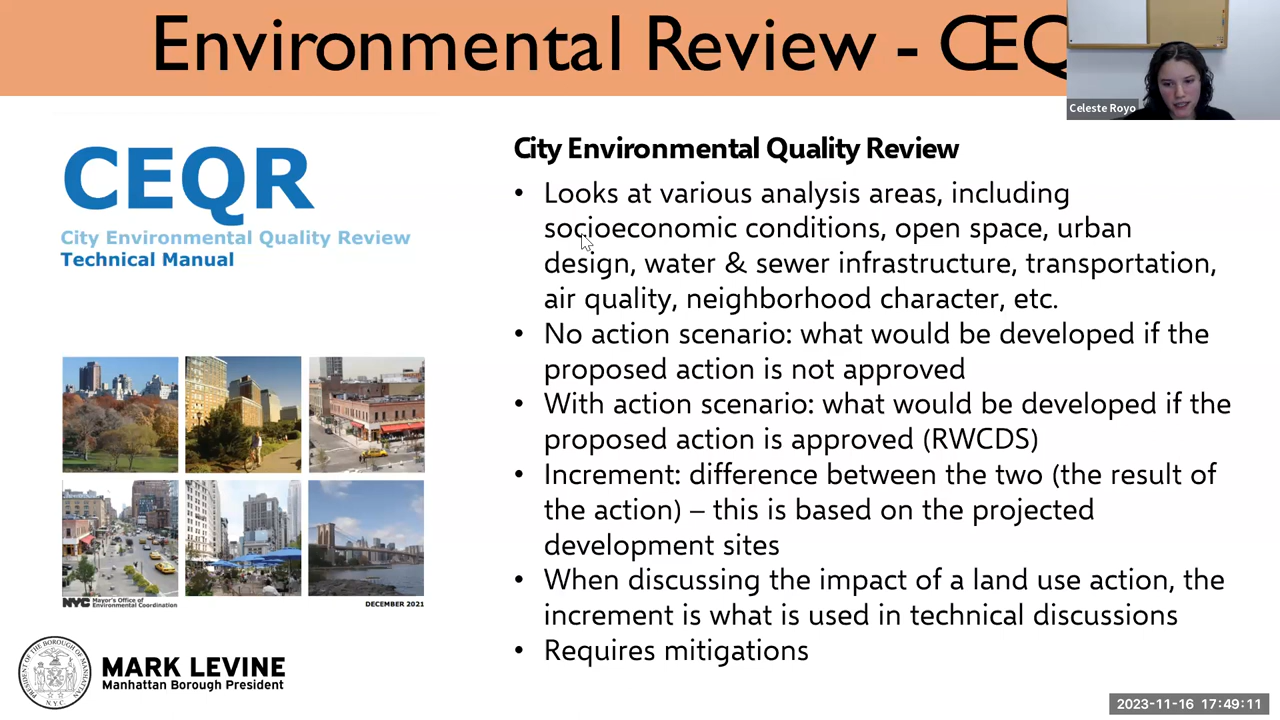 Environmental Review - CEQ
Celeste Royo
CEQR
City Environmental Quality Review
Technical Manual
NYC Mayor's Office of
Environmental Coordination
DECEMBER 2021
City Environmental Quality Review
• Looks at various analysis areas, including
socioeconomic conditions, open space, urban
design, water & sewer infrastructure, transportation,
air quality, neighborhood character, etc.
• No action scenario: what would be developed if the
proposed action is not approved
• With action scenario: what would be developed if the
proposed action is approved (RWCDS)
• Increment: difference between the two (the result of
the action) – this is based on the projected
development sites
• When discussing the impact of a land use action, the
increment is what is used in technical discussions
• Requires mitigations
PRESIDENT OF THE BOROUGH OF MANHATTAN
N.Y.C.
MARK LEVINE
Manhattan Borough President
2023-11-16 17:49:11